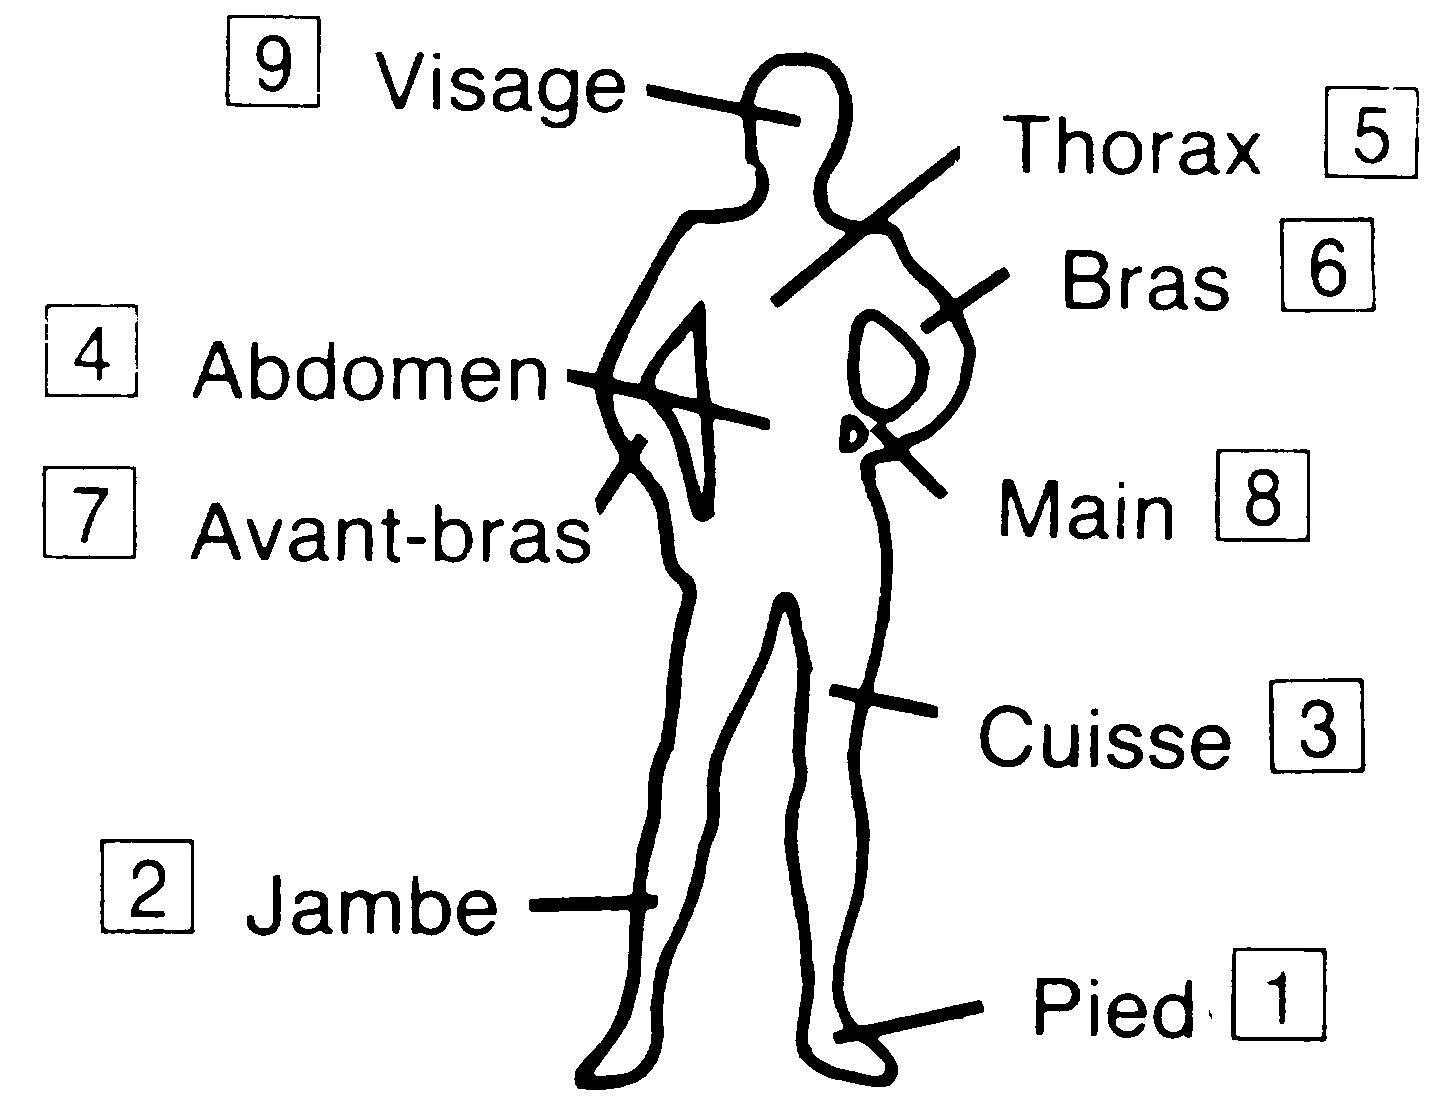 9 Visage
Thorax 5
Bras 6
4 Abdomen
7 Avant-bras
Main 8
Cuisse 3
2 Jambe
Pied 1